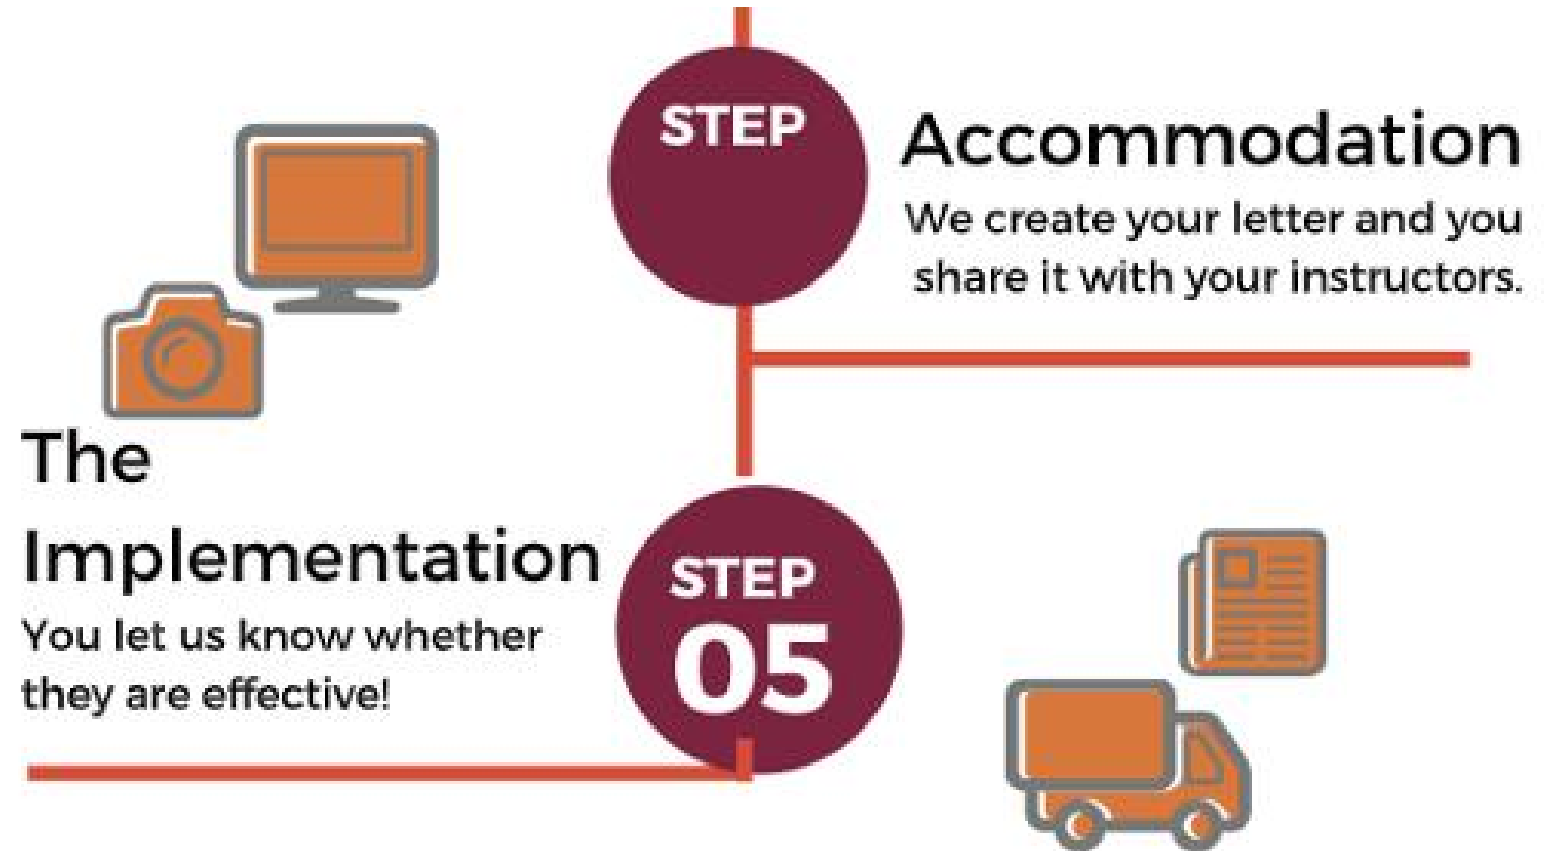 STEP
Accommodation
We create your letter and you
share it with your instructors.
The
Implementation
You let us know whether
they are effective!
STEP
05